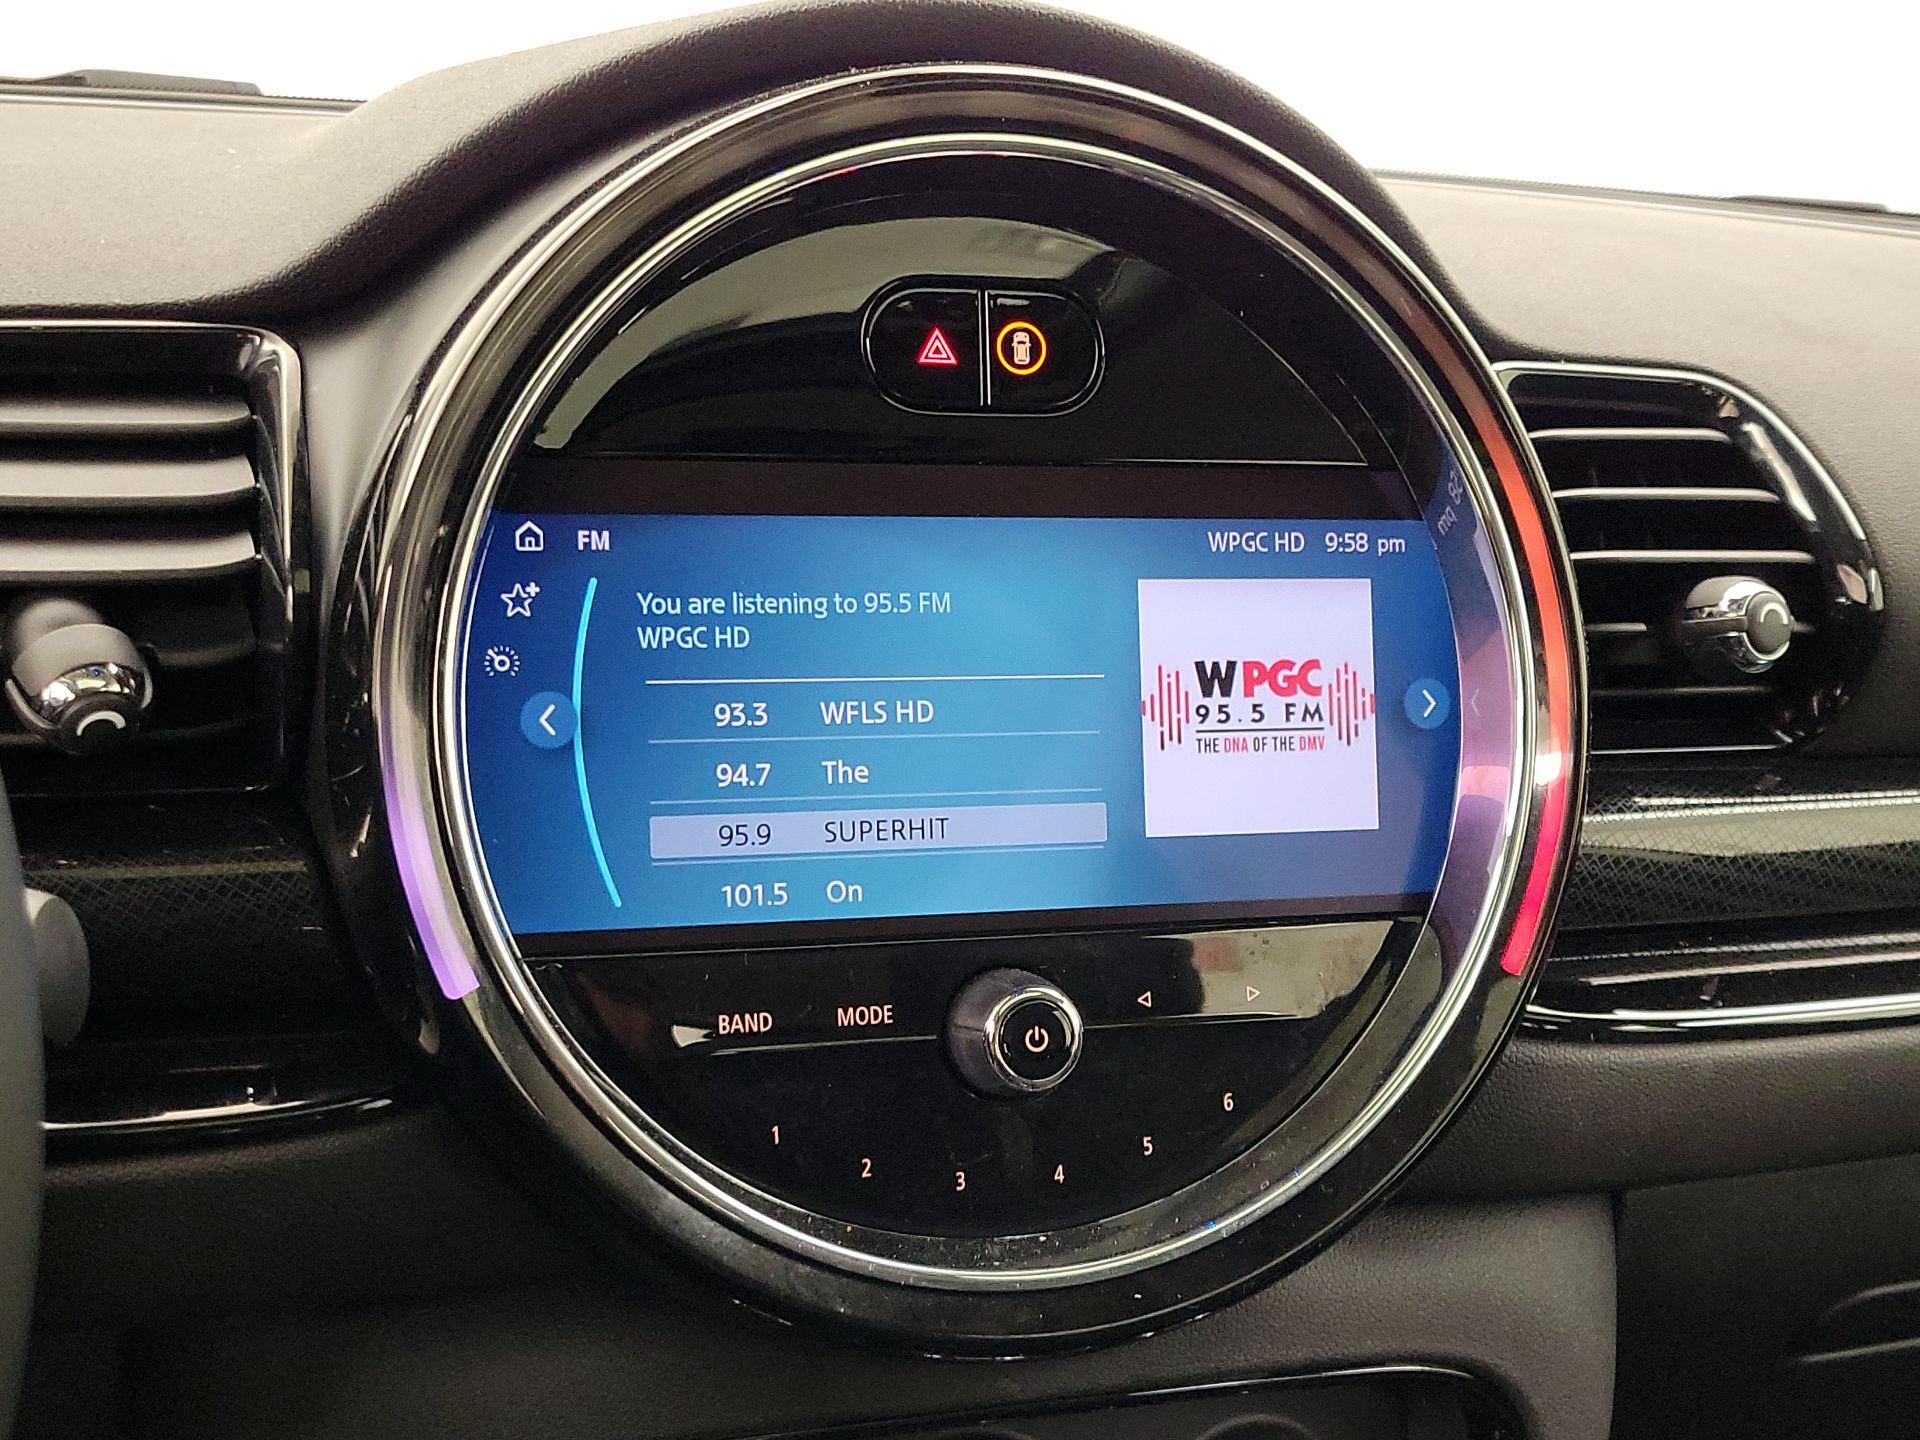 FM
WPGC HD 9:58 pm
You are listening to 95.5 FM
WPGC HD
93.3 WFLS HD
94.7 The
95.9 SUPERHIT
101.5 On
WPGC
95.5 FM
THE DNA OF THE DMV
BAND MODE
1 2 3 4 5 6